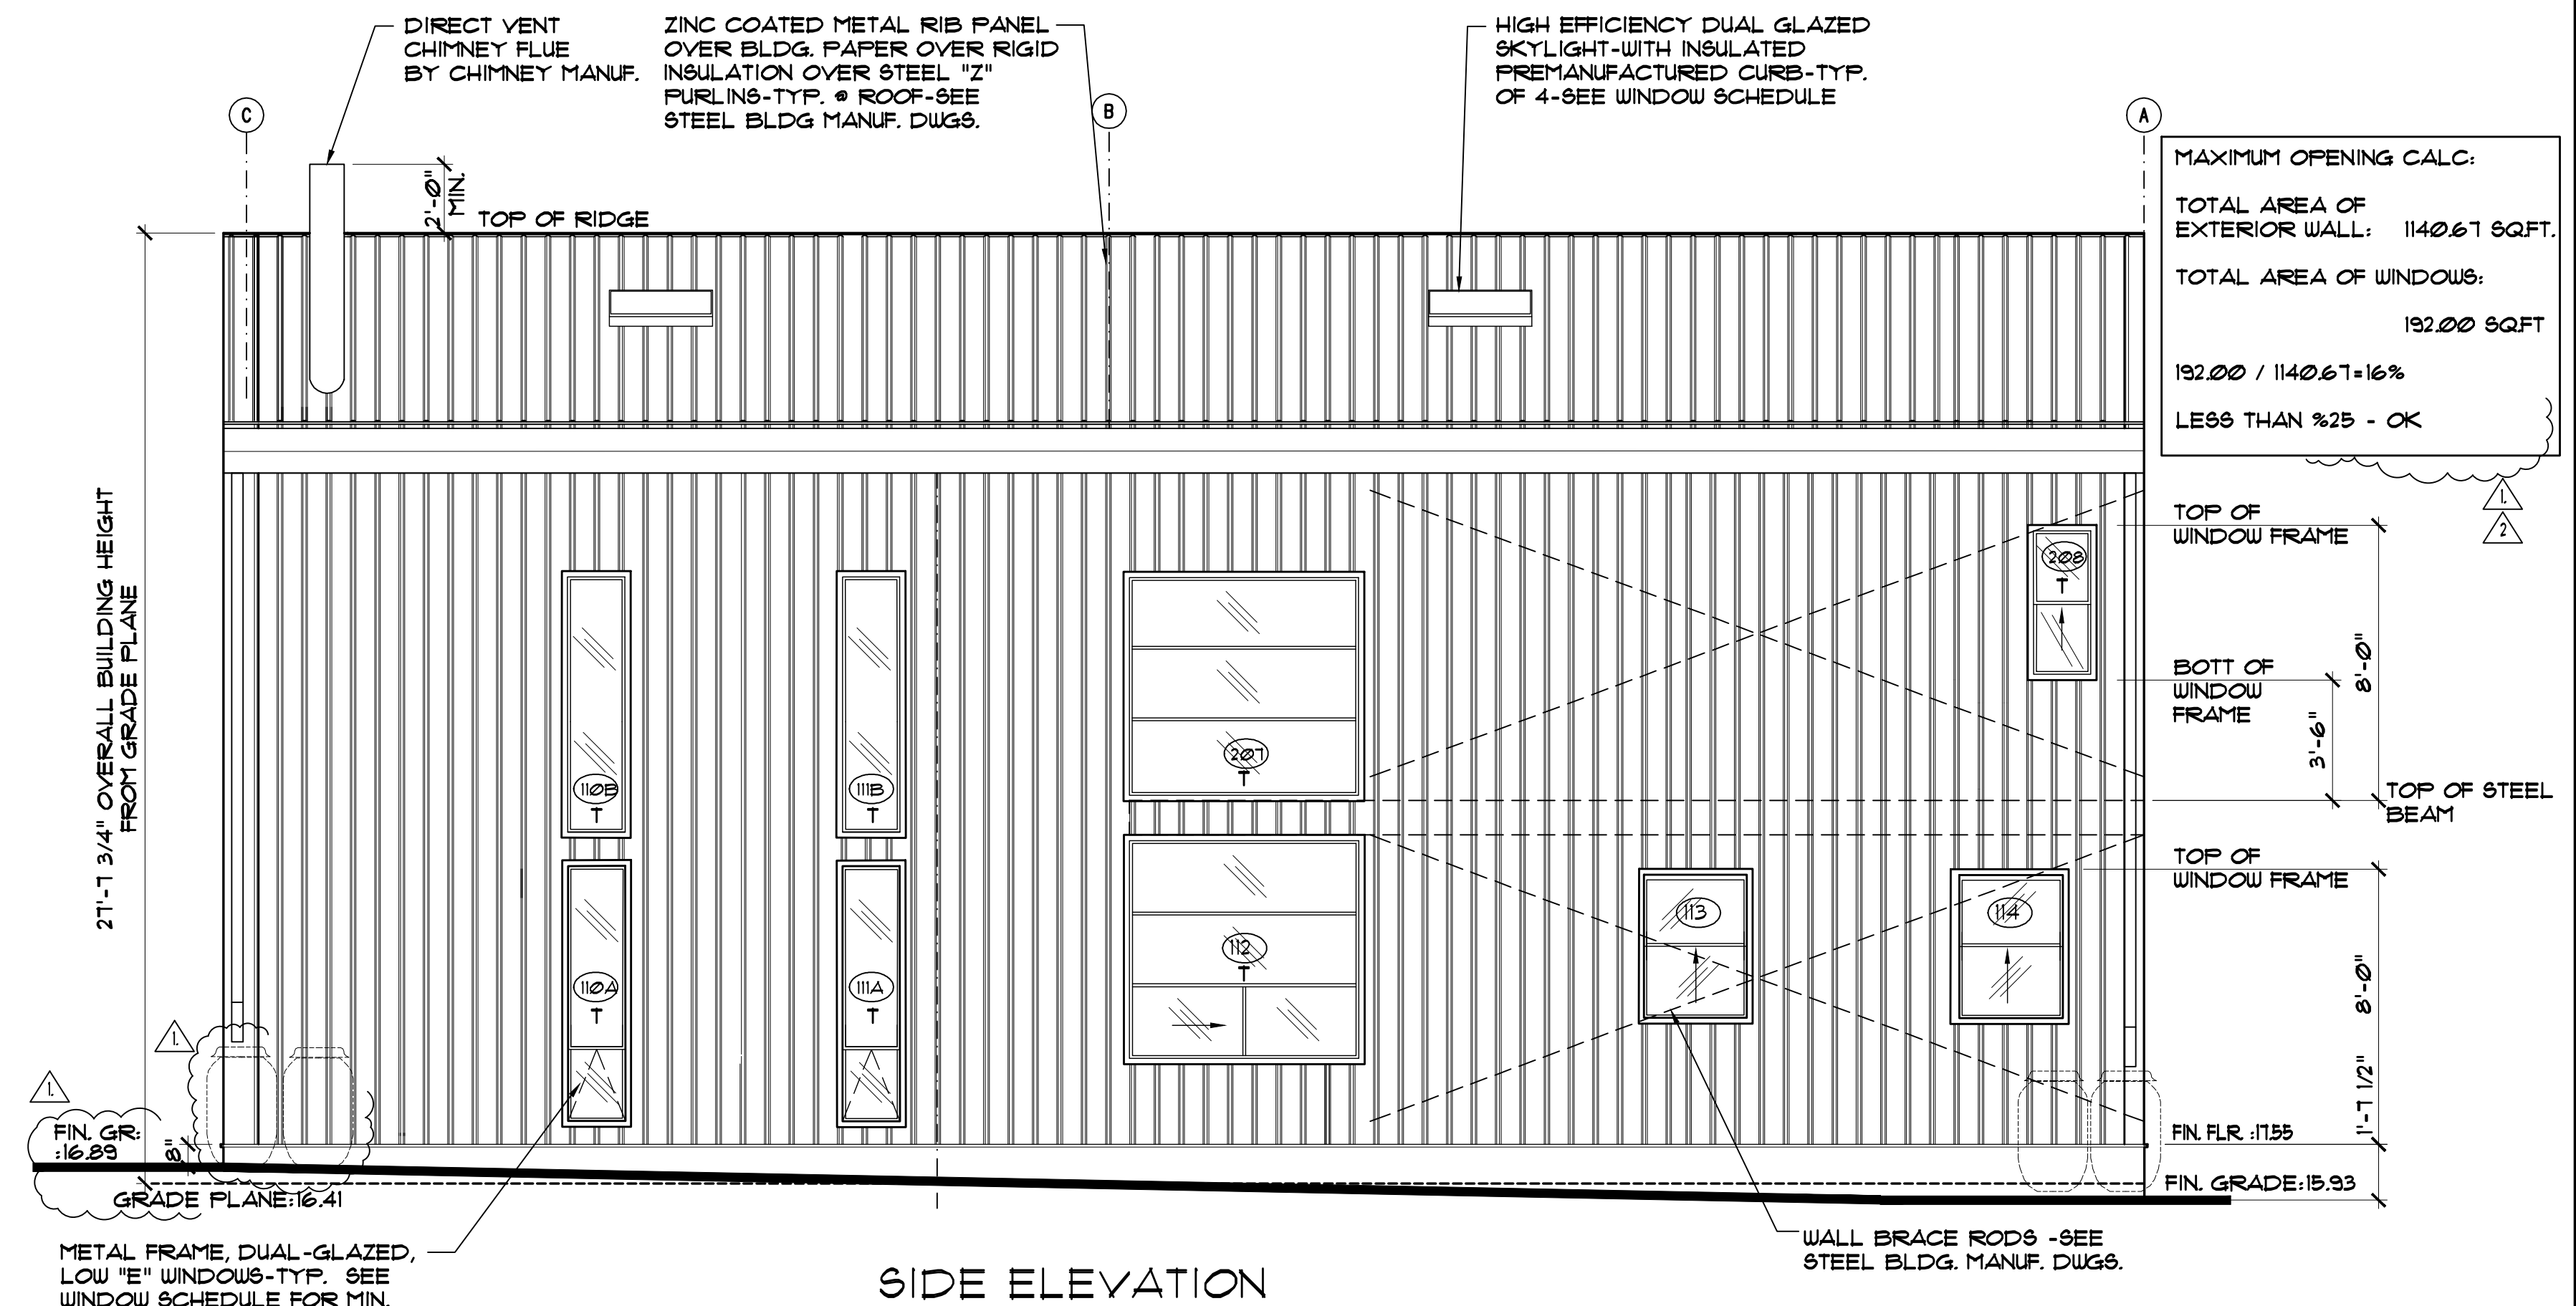 DIRECT VENT
CHIMNEY FLUE
BY CHIMNEY MANUF.
ZINC COATED METAL RIB PANEL
OVER BLDG. PAPER OVER RIGID
INSULATION OVER STEEL "Z"
PURLINS-TYP. @ ROOF-SEE
STEEL BLDG MANUF. DWGS.
HIGH EFFICIENCY DUAL GLAZED
SKYLIGHT-WITH INSULATED
PREMANUFACTURED CURB-TYP.
OF 4-SEE WINDOW SCHEDULE
C
B
A
2'-0"
MIN.
TOP OF RIDGE
MAXIMUM OPENING CALC:
TOTAL AREA OF
EXTERIOR WALL: 1140.67 SQ.FT.
TOTAL AREA OF WINDOWS:
192.00 SQ.FT
192.00 / 1140.67=16%
LESS THAN %25 - OK
1.
2
27'-7 3/4" OVERALL BUILDING HEIGHT
FROM GRADE PLANE
TOP OF
WINDOW FRAME
208
T
8'-0"
BOTT OF
WINDOW
FRAME
3'-6"
TOP OF STEEL
BEAM
110B
T
111B
T
207
T
TOP OF
WINDOW FRAME
110A
T
111A
T
112
T
113
114
8'-0"
1'-7 1/2"
1.
1.
FIN. GR:
:16.89
8"
GRADE PLANE:16.41
FIN. FLR .:17.55
FIN. GRADE:15.93
METAL FRAME, DUAL-GLAZED,
LOW "E" WINDOWS-TYP. SEE
WINDOW SCHEDULE FOR MIN.
WALL BRACE RODS -SEE
STEEL BLDG. MANUF. DWGS.
SIDE ELEVATION